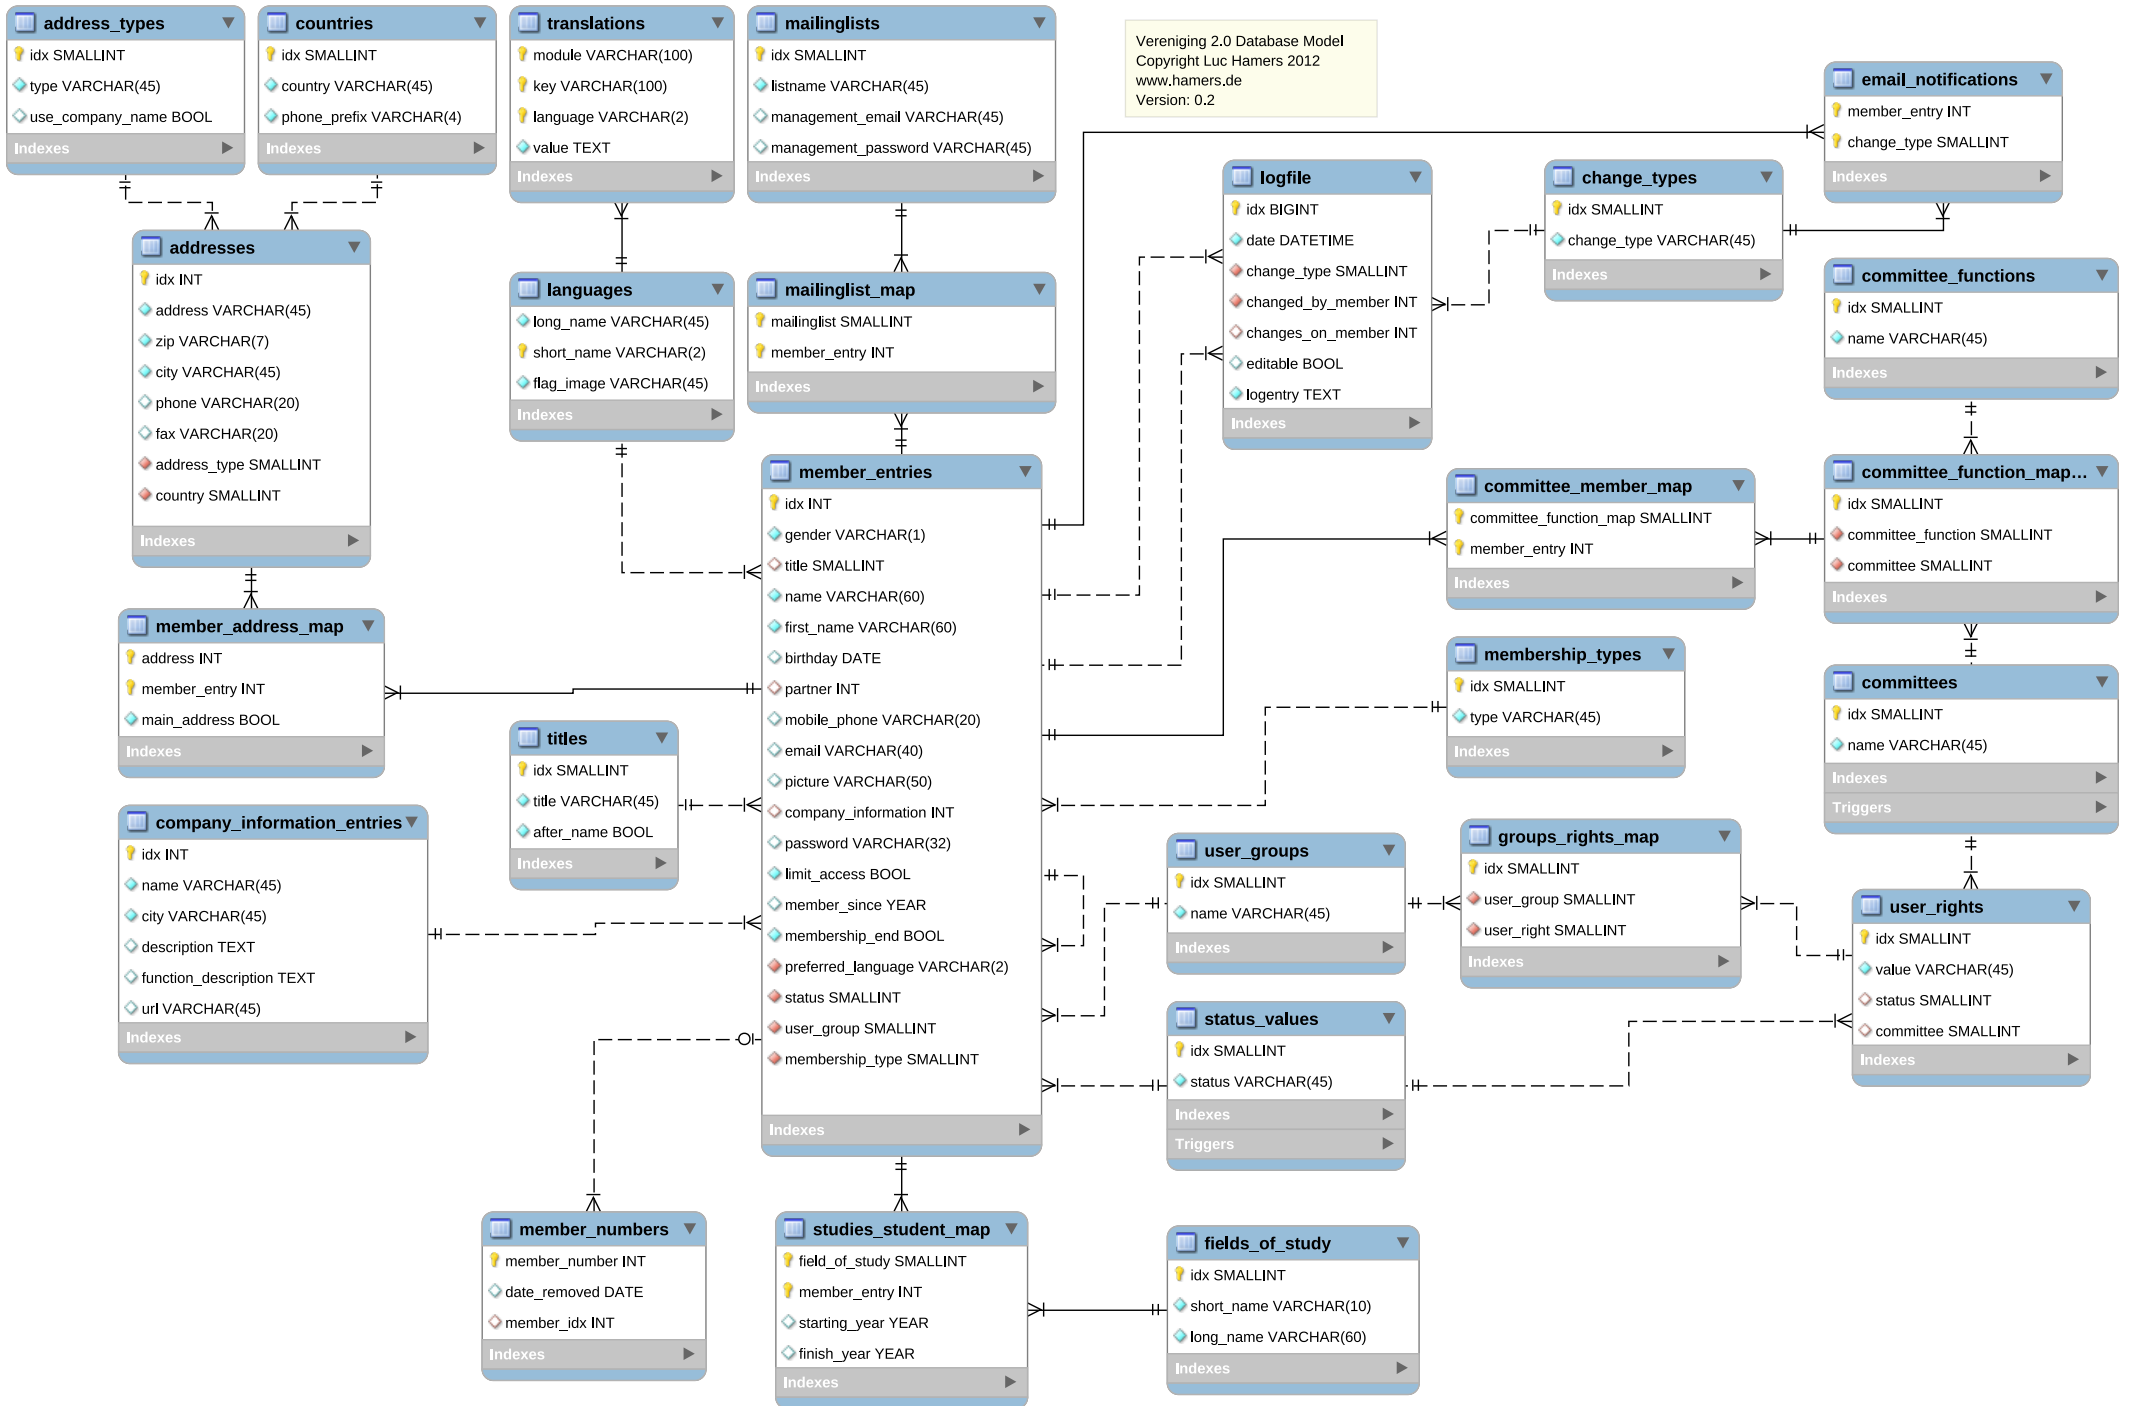 address_types
idx SMALLINT
type VARCHAR(45)
use_company_name BOOL
Indexes
countries
idx SMALLINT
country VARCHAR(45)
phone_prefix VARCHAR(4)
Indexes
translations
module VARCHAR(100)
key VARCHAR(100)
language VARCHAR(2)
value TEXT
Indexes
mailinglists
idx SMALLINT
listname VARCHAR(45)
management_email VARCHAR(45)
management_password VARCHAR(45)
Indexes
Vereniging 2.0 Database Model
Copyright Luc Hamers 2012
www.hamers.de
Version: 0.2
email_notifications
member_entry INT
change_type SMALLINT
Indexes
logfile
idx BIGINT
date DATETIME
change_type SMALLINT
changed_by_member INT
changes_on_member INT
editable BOOL
logentry TEXT
Indexes
change_types
idx SMALLINT
change_type VARCHAR(45)
Indexes
addresses
idx INT
address VARCHAR(45)
zip VARCHAR(7)
city VARCHAR(45)
phone VARCHAR(20)
fax VARCHAR(20)
address_type SMALLINT
country SMALLINT
Indexes
languages
long_name VARCHAR(45)
short_name VARCHAR(2)
flag_image VARCHAR(45)
Indexes
mailinglist_map
mailinglist SMALLINT
member_entry INT
Indexes
committee_functions
idx SMALLINT
name VARCHAR(45)
Indexes
member_entries
idx INT
gender VARCHAR(1)
title SMALLINT
name VARCHAR(60)
first_name VARCHAR(60)
birthday DATE
partner INT
mobile_phone VARCHAR(20)
email VARCHAR(40)
picture VARCHAR(50)
company_information INT
password VARCHAR(32)
limit_access BOOL
member_since YEAR
membership_end BOOL
preferred_language VARCHAR(2)
status SMALLINT
user_group SMALLINT
membership_type SMALLINT
Indexes
committee_member_map
committee_function_map SMALLINT
member_entry INT
Indexes
committee_function_map...
idx SMALLINT
committee_function SMALLINT
committee SMALLINT
Indexes
member_address_map
address INT
member_entry INT
main_address BOOL
Indexes
membership_types
idx SMALLINT
type VARCHAR(45)
Indexes
committees
idx SMALLINT
name VARCHAR(45)
Indexes
Triggers
titles
idx SMALLINT
title VARCHAR(45)
after_name BOOL
Indexes
company_information_entries
idx INT
name VARCHAR(45)
city VARCHAR(45)
description TEXT
function_description TEXT
url VARCHAR(45)
Indexes
user_groups
idx SMALLINT
name VARCHAR(45)
Indexes
groups_rights_map
idx SMALLINT
user_group SMALLINT
user_right SMALLINT
Indexes
user_rights
idx SMALLINT
value VARCHAR(45)
status SMALLINT
committee SMALLINT
Indexes
status_values
idx SMALLINT
status VARCHAR(45)
Indexes
Triggers
member_numbers
member_number INT
date_removed DATE
member_idx INT
Indexes
studies_student_map
field_of_study SMALLINT
member_entry INT
starting_year YEAR
finish_year YEAR
Indexes
fields_of_study
idx SMALLINT
short_name VARCHAR(10)
long_name VARCHAR(60)
Indexes